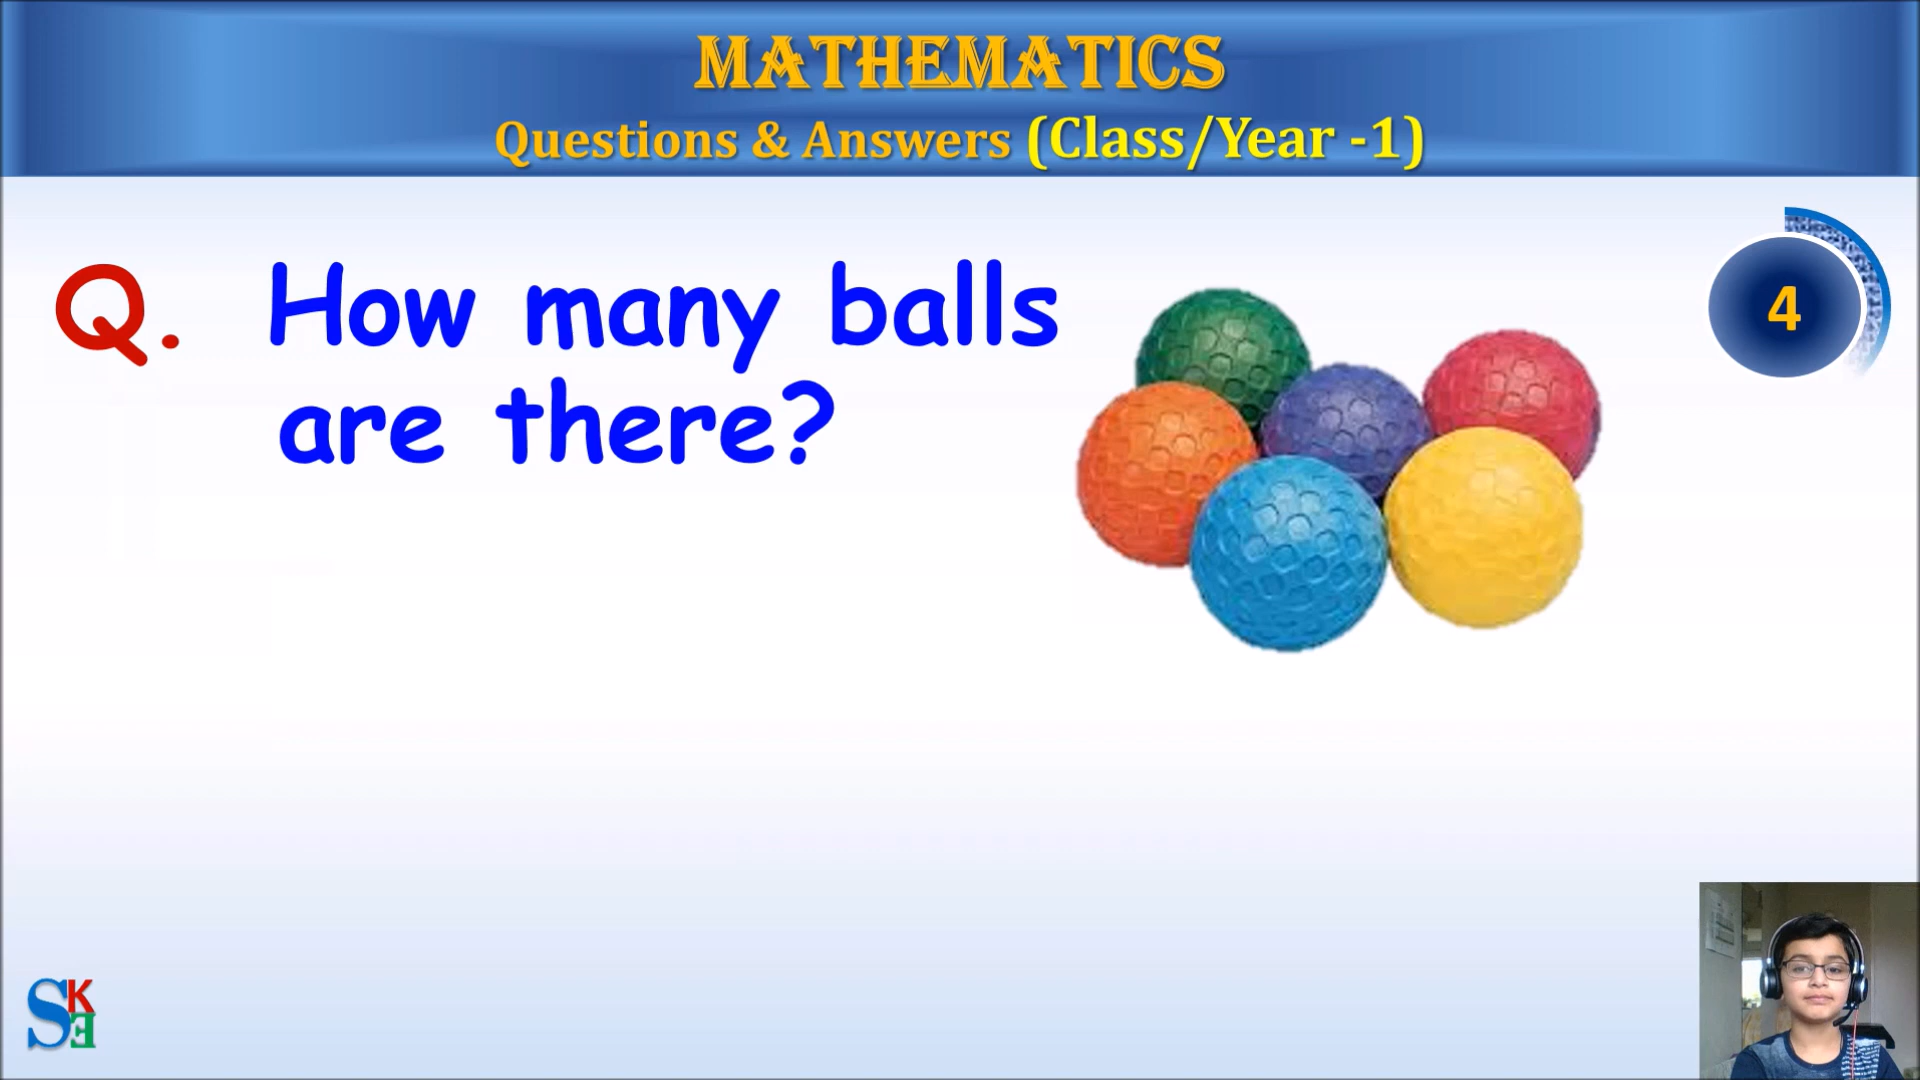 MATHEMATICS
Questions & Answers (Class/Year -1)
Q. How many balls
are there?
4
SKE